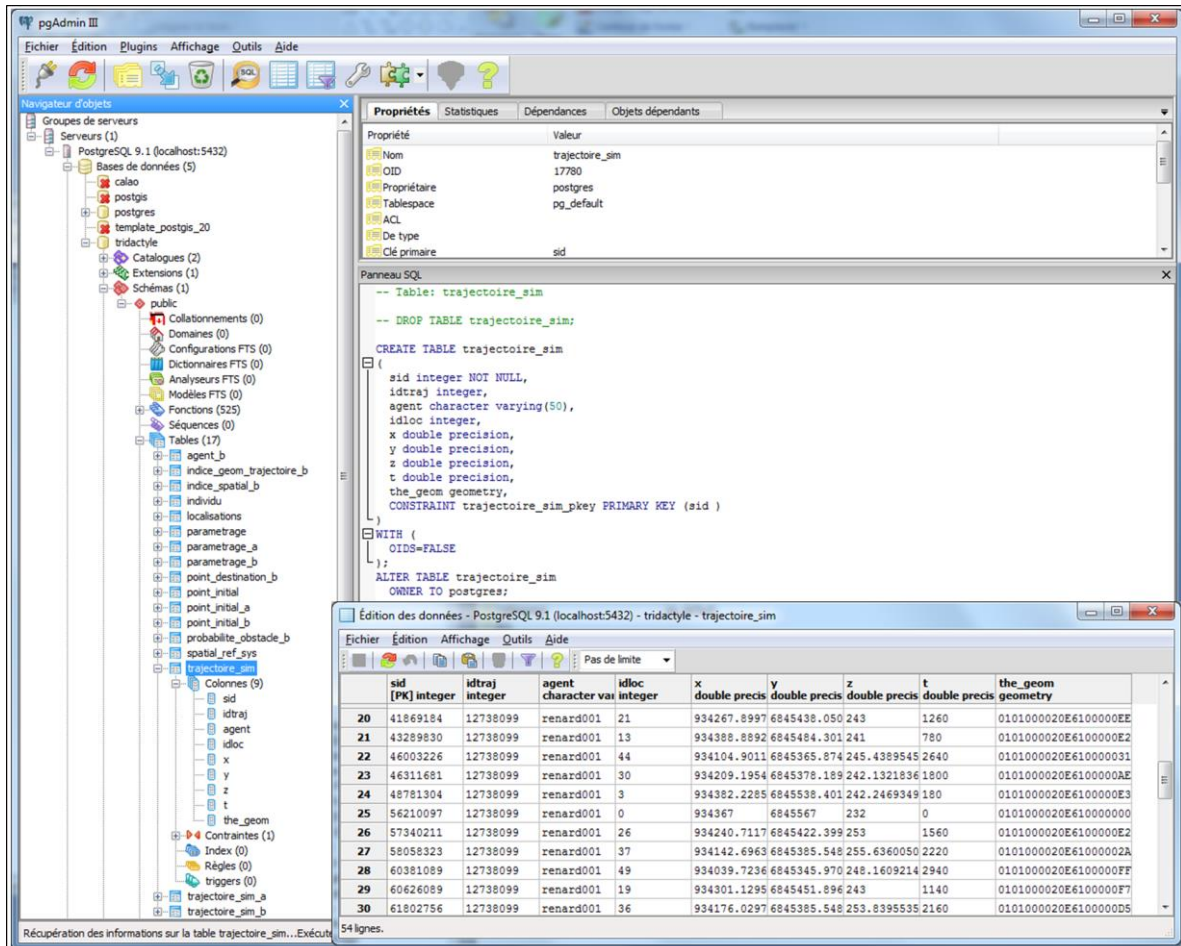 pgAdmin III
Fichier Édition Plugins Affichage Outils Aide
SQL
Navigateur d'objets
Groupes de serveurs
Serveurs (1)
PostgreSQL 9.1 (localhost:5432)
Bases de données (5)
calao
postgis
postgres
template_postgis_20
tridactyle
Catalogues (2)
Extensions (1)
Schémas (1)
public
Collationnements (0)
Domaines (0)
Configurations FTS (0)
Dictionnaires FTS (0)
Analyseurs FTS (0)
Modèles FTS (0)
Fonctions (525)
Séquences (0)
Tables (17)
agent_b
indice_geom_trajectoire_b
indice_spatial_b
individu
localisations
parametrage
parametrage_a
parametrage_b
point_destination_b
point_initial
point_initial_a
point_initial_b
probabilite_obstacle_b
spatial_ref_sys
trajectoire_sim
Colonnes (9)
sid
idtraj
agent
idloc
x
y
z
t
the_geom
Contraintes (1)
Index (0)
Règles (0)
triggers (0)
trajectoire_sim_a
trajectoire_sim_b
Récupération des informations sur la table trajectoire_sim...Exécute
Propriétés Statistiques Dépendances Objets dépendants
Propriété Valeur
Nom trajectoire_sim
OID 17780
Propriétaire postgres
Tablespace pg_default
ACL
De type
Clé primaire sid
Panneau SQL
-- Table: trajectoire_sim
-- DROP TABLE trajectoire_sim;
CREATE TABLE trajectoire_sim
(
sid integer NOT NULL,
idtraj integer,
agent character varying(50),
idloc integer,
x double precision,
y double precision,
z double precision,
t double precision,
the_geom geometry,
CONSTRAINT trajectoire_sim_pkey PRIMARY KEY (sid )
)
WITH (
OIDS=FALSE
);
ALTER TABLE trajectoire_sim
OWNER TO postgres;
Édition des données - PostgreSQL 9.1 (localhost:5432) - tridactyle - trajectoire_sim
Fichier Édition Affichage Outils Aide
Pas de limite
sid idtraj agent idloc x y z t the_geom
[PK] integer integer character var integer double precis double precis double precis double precis geometry
20 41869184 12738099 renard001 21 934267.8997 6845438.050 243 1260 0101000020E6100000EE
21 43289830 12738099 renard001 13 934388.8892 6845484.301 241 780 0101000020E6100000E2
22 46003226 12738099 renard001 44 934104.9011 6845365.874 245.4389545 2640 0101000020E610000031
23 46311681 12738099 renard001 30 934209.1954 6845378.189 242.1321836 1800 0101000020E6100000AE
24 48781304 12738099 renard001 3 934382.2285 6845538.401 242.2469349 180 0101000020E6100000E3
25 56210097 12738099 renard001 0 934367 6845567 232 0 0101000020E610000000
26 57340211 12738099 renard001 26 934240.7117 6845422.399 253 1560 0101000020E6100000E2
27 58058323 12738099 renard001 37 934142.6963 6845385.548 255.6360050 2220 0101000020E61000002A
28 60381089 12738099 renard001 49 934039.7236 6845345.970 248.1609214 2940 0101000020E6100000FF
29 60626089 12738099 renard001 19 934301.1295 6845451.896 243 1140 0101000020E6100000F7
30 61802756 12738099 renard001 36 934176.0297 6845385.548 253.8395535 2160 0101000020E6100000D5
54 lignes.